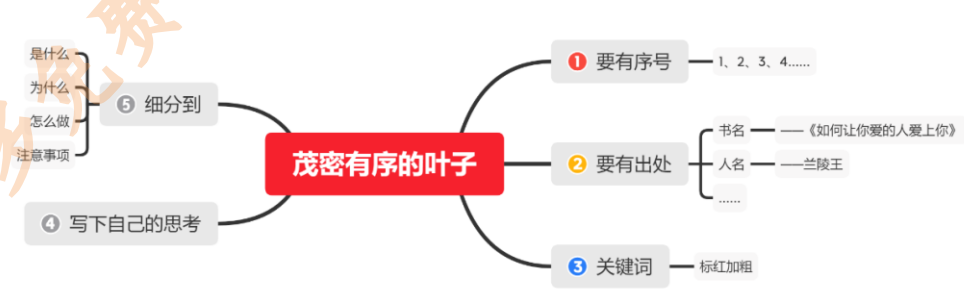 茂密有序的叶子
1 要有序号
1、2、3、4......
2 要有出处
书名
——《如何让你爱的人爱上你》
人名
——兰陵王
......
3 关键词
标红加粗
4 写下自己的思考
5 细分到
是什么
为什么
怎么做
注意事项
多免费